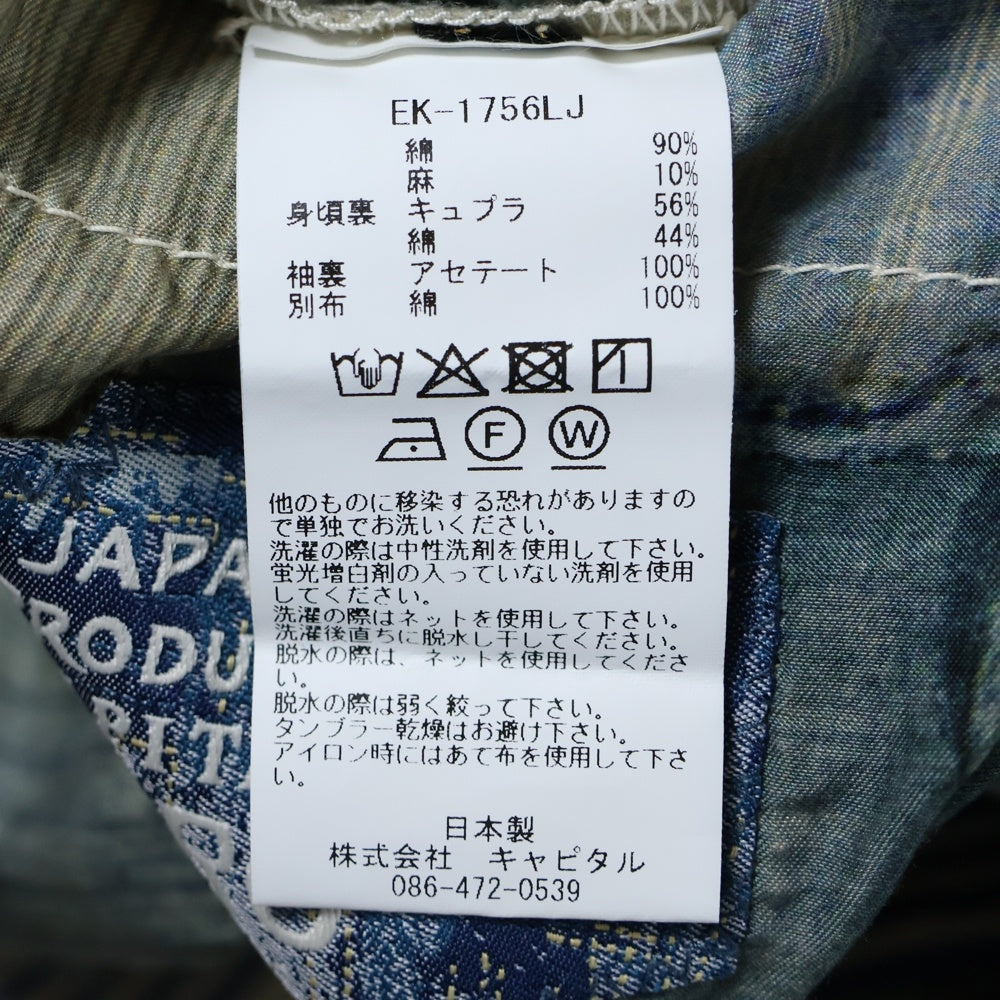 EK-1756LJ
綿 90%
麻 10%
身頃裏 キュプラ 56%
綿 44%
袖裏 アセテート 100%
別布 綿 100%
F W
他のものに移染する恐れがありますの
で単独でお洗いください。
洗濯の際は中性洗剤を使用して下さい。
蛍光増白剤の入っていない洗剤を使用
してください。
洗濯の際はネットを使用して下さい。
洗濯後直ちに脱水し干してください。
脱水の際は、ネットを使用してくださ
い。
脱水の際は弱く絞って下さい。
タンブラー乾燥はお避け下さい。
アイロン時にはあて布を使用して下さ
い。
日本製
株式会社 キャピタル
086-472-0539
JAPA
RODU
RIT